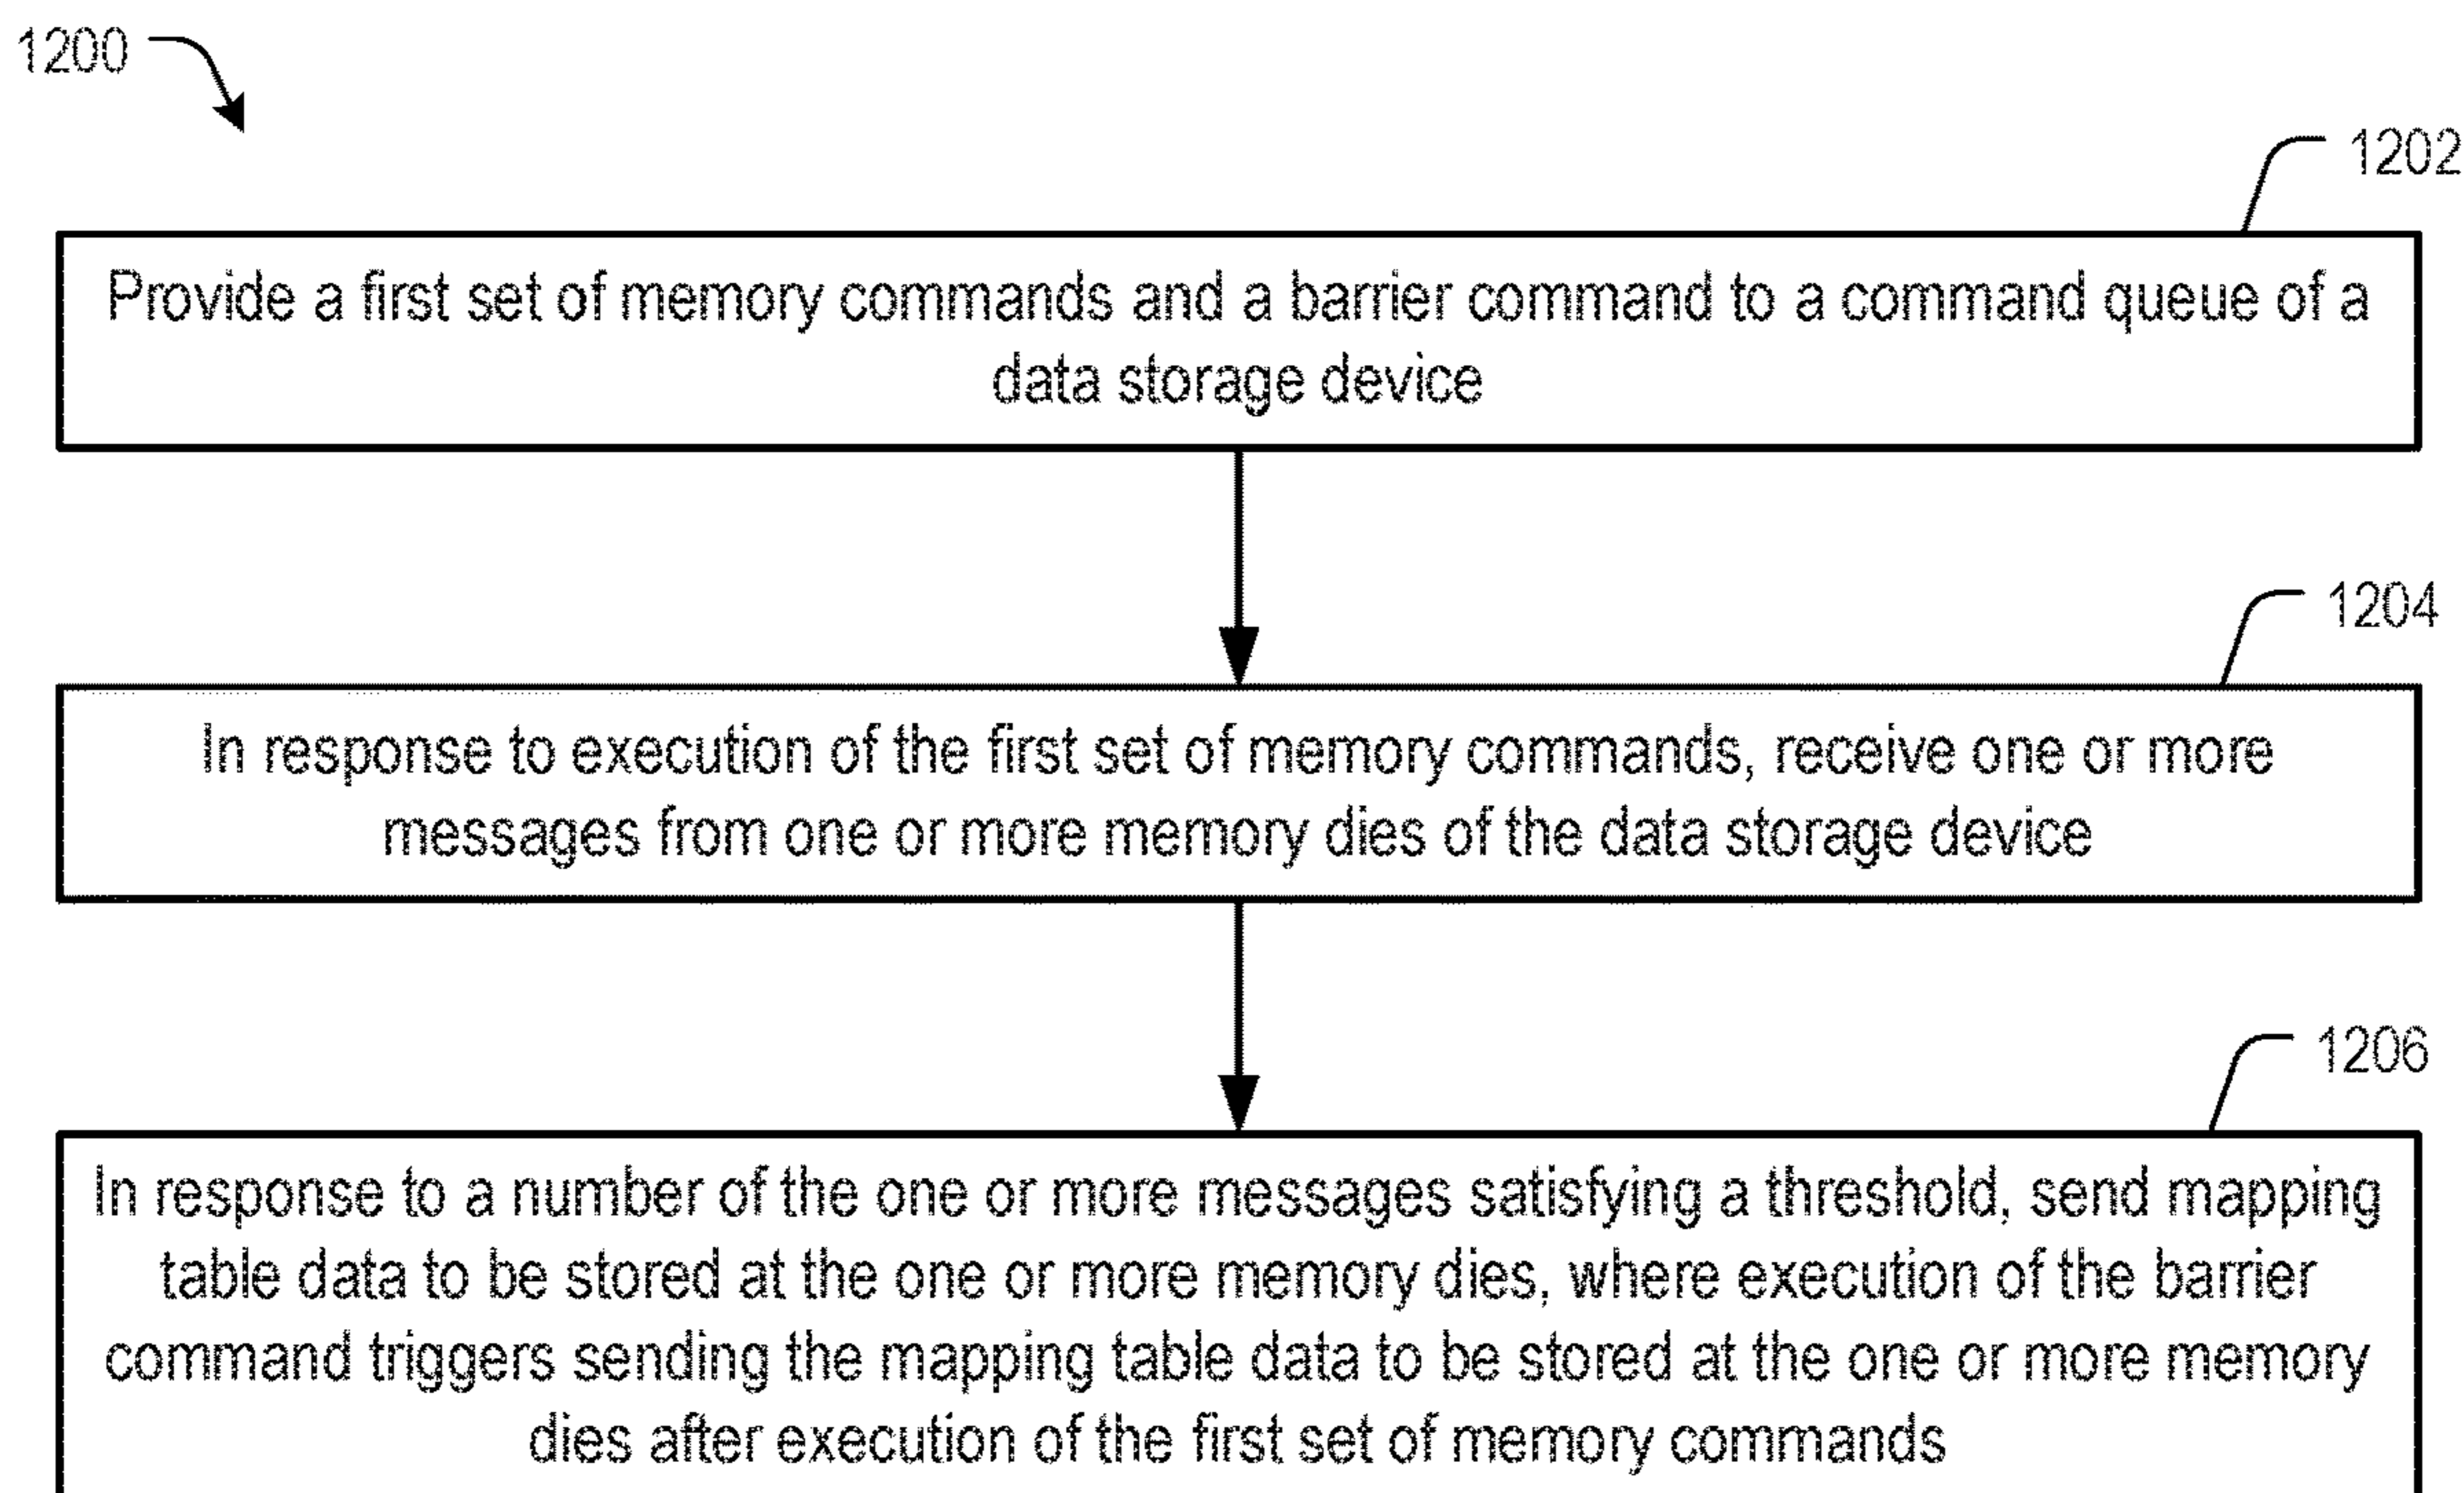 1200
1202
Provide a first set of memory commands and a barrier command to a command queue of a
data storage device
1204
In response to execution of the first set of memory commands, receive one or more
messages from one or more memory dies of the data storage device
1206
In response to a number of the one or more messages satisfying a threshold, send mapping
table data to be stored at the one or more memory dies, where execution of the barrier
command triggers sending the mapping table data to be stored at the one or more memory
dies after execution of the first set of memory commands